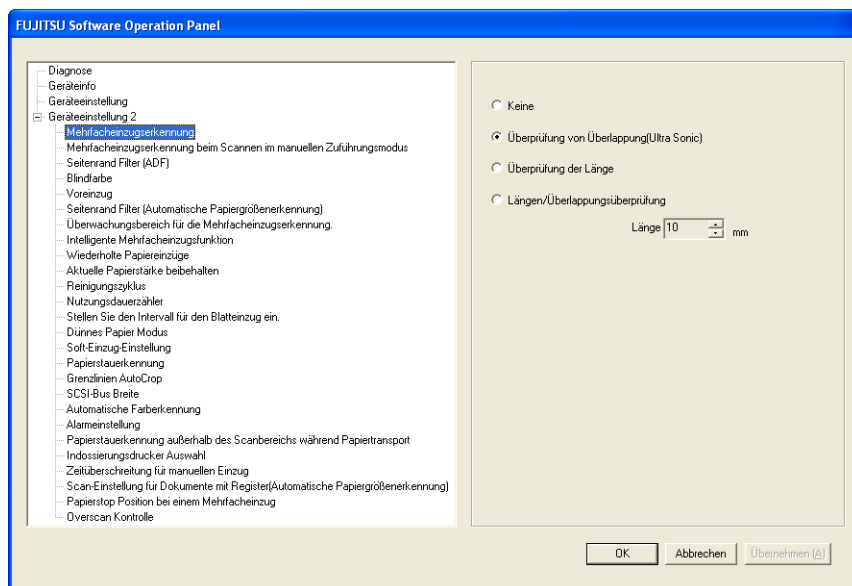 FUJITSU Software Operation Panel
Diagnose
Geräteinfo
Geräteeinstellung
Geräteeinstellung 2
Mehrfacheinzugserkennung
Mehrfacheinzugserkennung beim Scannen im manuellen Zuführungsmodus
Seitenrand Filter (ADF)
Blindfarbe
Voreinzug
Seitenrand Filter (Automatische Papiergrößenerkennung)
Überwachungsbereich für die Mehrfacheinzugserkennung.
Intelligente Mehrfacheinzugsfunktion
Wiederholte Papiereinzüge
Aktuelle Papierstärke beibehalten
Reinigungszyklus
Nutzungsdauerzähler
Stellen Sie den Intervall für den Blatteinzug ein.
Dünnes Papier Modus
Soft-Einzug-Einstellung
Papierstauerkennung
Grenzlinien AutoCrop
SCSI-Bus Breite
Automatische Farberkennung
Alarmeinstellung
Papierstauerkennung außerhalb des Scanbereichs während Papiertransport
Indossierungsdrucker Auswahl
Zeitüberschreitung für manuellen Einzug
Scan-Einstellung für Dokumente mit Register(Automatische Papiergrößenerkennung)
Papierstop Position bei einem Mehrfacheinzug
Overscan Kontrolle
Keine
Überprüfung von Überlappung(Ultra Sonic)
Überprüfung der Länge
Längen/Überlappungsüberprüfung
Länge 10 mm
OK Abbrechen Übernehmen (A)